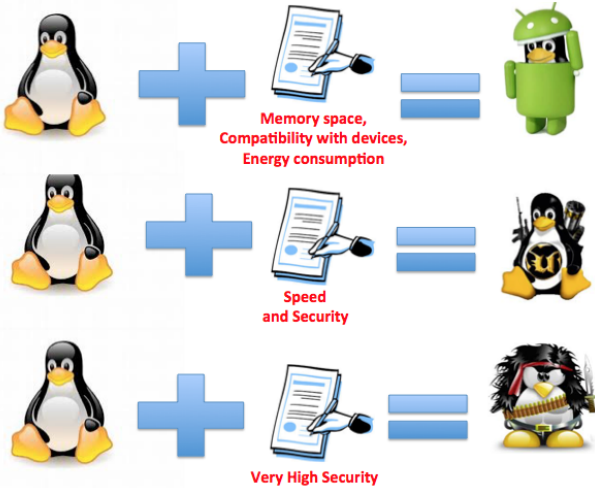 Memory space,
Compatibility with devices,
Energy consumption
Speed
and Security
Very High Security